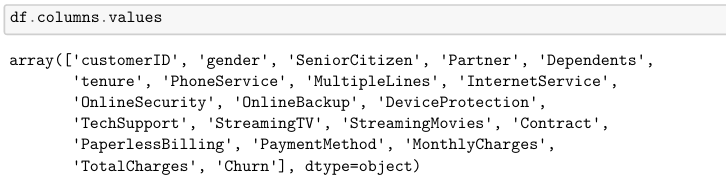 df.columns.values
array(['customerID', 'gender', 'SeniorCitizen', 'Partner', 'Dependents',
'tenure', 'PhoneService', 'MultipleLines', 'InternetService',
'OnlineSecurity', 'OnlineBackup', 'DeviceProtection',
'TechSupport', 'StreamingTV', 'StreamingMovies', 'Contract',
'PaperlessBilling', 'PaymentMethod', 'MonthlyCharges',
'TotalCharges', 'Churn'], dtype=object)